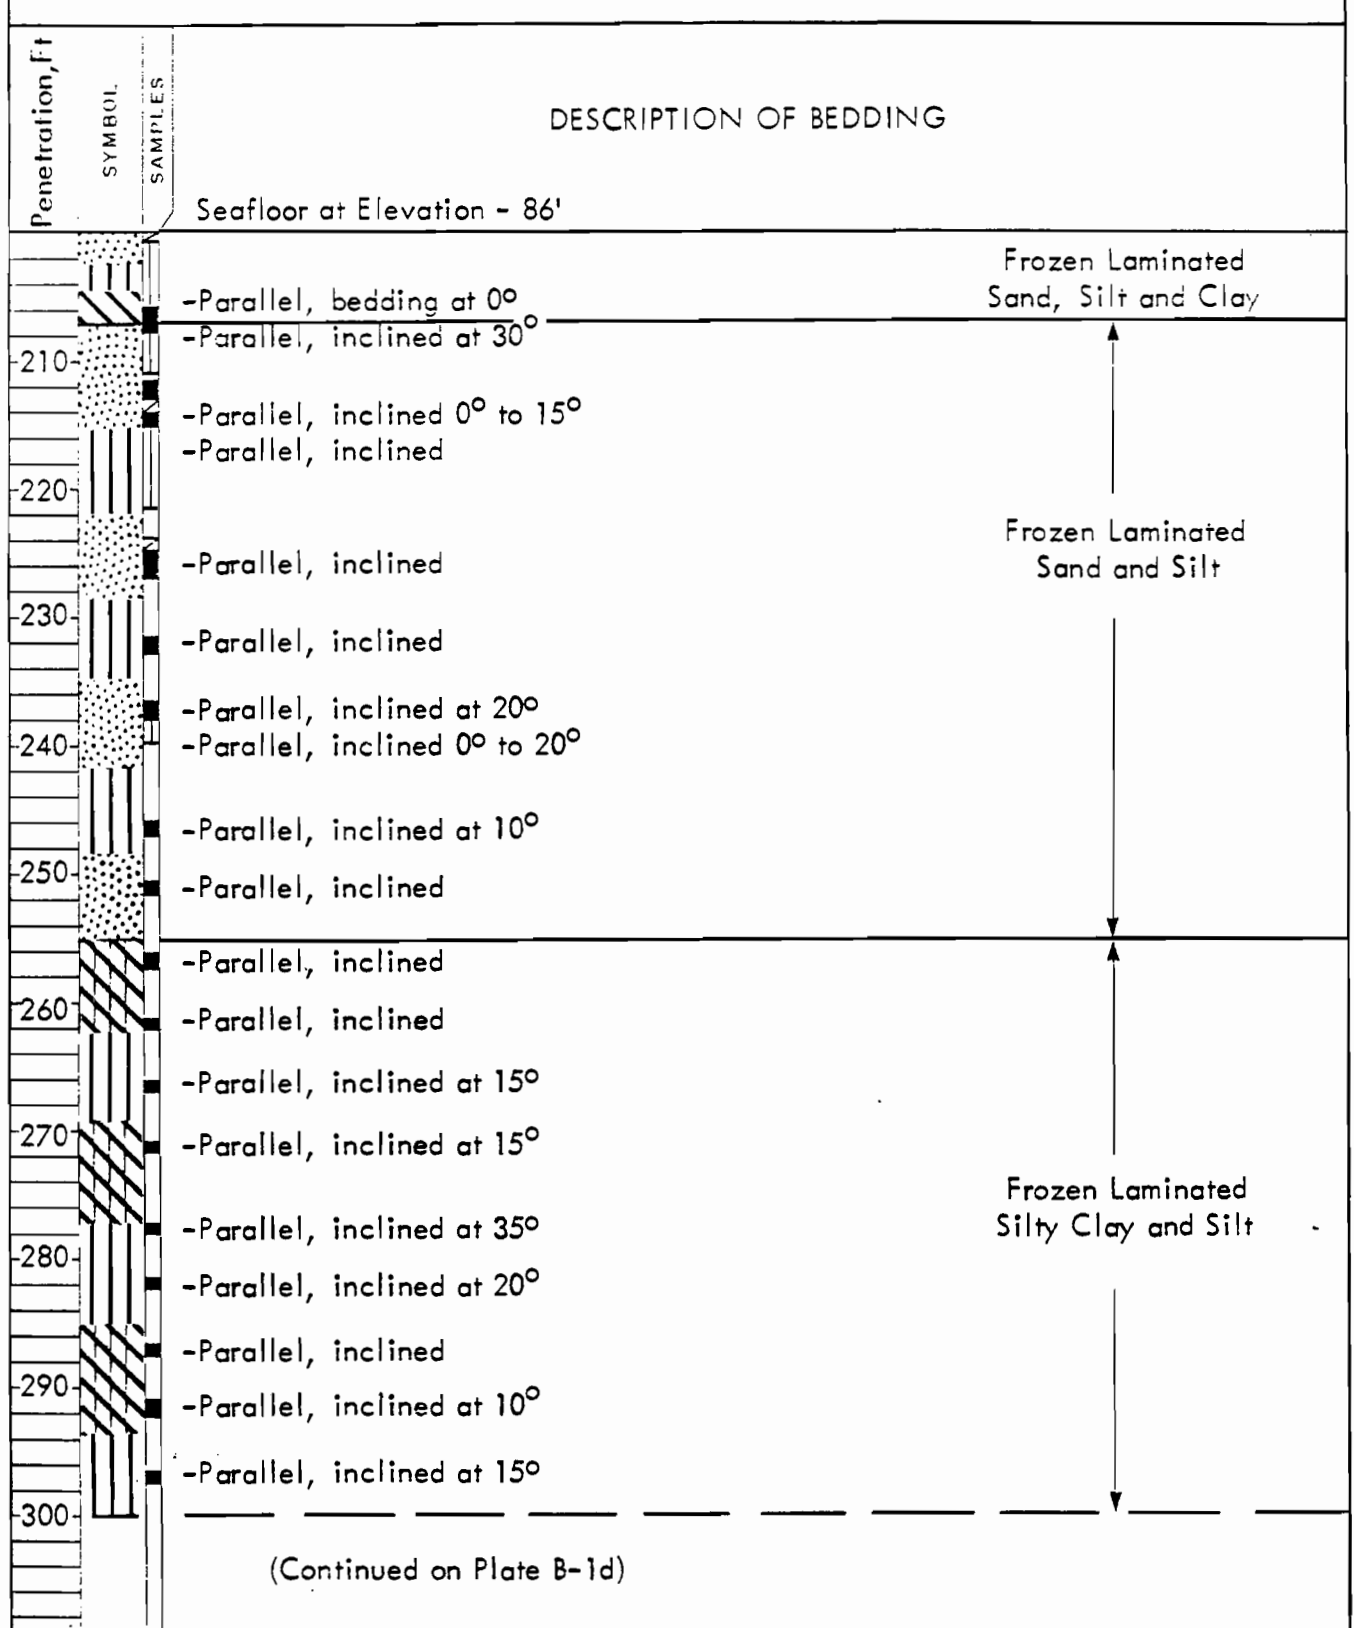 Penetration, Ft
SYMBOL
SAMPLES
DESCRIPTION OF BEDDING
Seafloor at Elevation - 86'
Frozen Laminated
Sand, Silt and Clay
-Parallel, bedding at 0°
-Parallel, inclined at 30°
210
-Parallel, inclined 0° to 15°
-Parallel, inclined
220
Frozen Laminated
Sand and Silt
-Parallel, inclined
230
-Parallel, inclined
-Parallel, inclined at 20°
240
-Parallel, inclined 0° to 20°
-Parallel, inclined at 10°
250
-Parallel, inclined
-Parallel, inclined
260
-Parallel, inclined
-Parallel, inclined at 15°
270
-Parallel, inclined at 15°
Frozen Laminated
Silty Clay and Silt
-Parallel, inclined at 35°
280
-Parallel, inclined at 20°
-Parallel, inclined
290
-Parallel, inclined at 10°
-Parallel, inclined at 15°
300
(Continued on Plate B-1d)